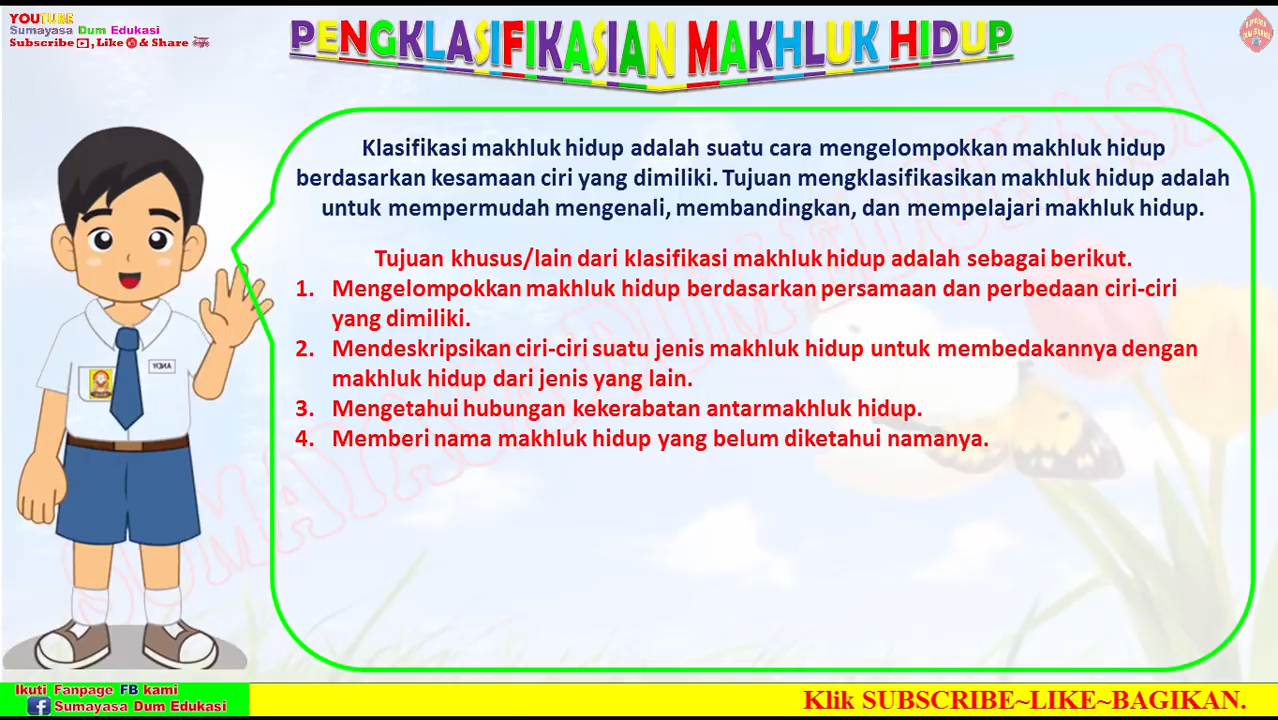 YOUTUBE
Sumayasa Dum Edukasi
Subscribe , Like & Share
PENGKLASIFIKASIAN MAKHLUK HIDUP
Klasifikasi makhluk hidup adalah suatu cara mengelompokkan makhluk hidup
berdasarkan kesamaan ciri yang dimiliki. Tujuan mengklasifikasikan makhluk hidup adalah
untuk mempermudah mengenali, membandingkan, dan mempelajari makhluk hidup.
Tujuan khusus/lain dari klasifikasi makhluk hidup adalah sebagai berikut.
1. Mengelompokkan makhluk hidup berdasarkan persamaan dan perbedaan ciri-ciri
yang dimiliki.
2. Mendeskripsikan ciri-ciri suatu jenis makhluk hidup untuk membedakannya dengan
makhluk hidup dari jenis yang lain.
3. Mengetahui hubungan kekerabatan antarmakhluk hidup.
4. Memberi nama makhluk hidup yang belum diketahui namanya.
ANDY
SUMAYASA DUM EDUKASI
Ikuti Fanpage FB kami
Sumayasa Dum Edukasi
Klik SUBSCRIBE~LIKE~BAGIKAN.